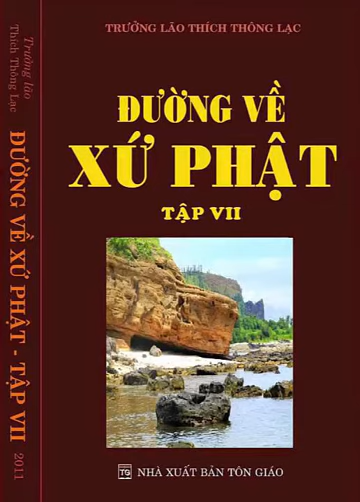 Trưởng lão
Thích Thông Lạc
ĐƯỜNG VỀ XỨ PHẬT - TẬP VII
2011
TRƯỞNG LÃO THÍCH THÔNG LẠC
ĐƯỜNG VỀ
XỨ PHẬT
TẬP VII
TG
NHÀ XUẤT BẢN TÔN GIÁO